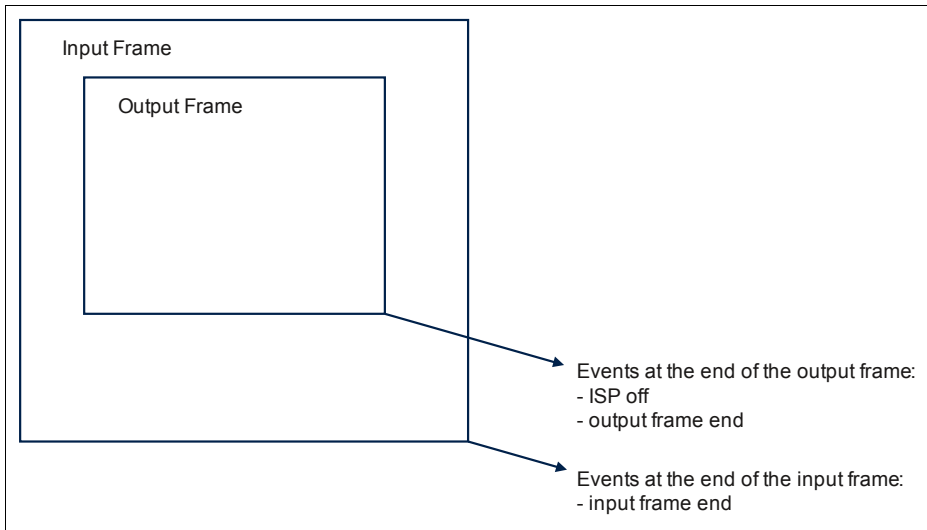 Input Frame
Output Frame
Events at the end of the output frame:
- ISP off
- output frame end
Events at the end of the input frame:
- input frame end